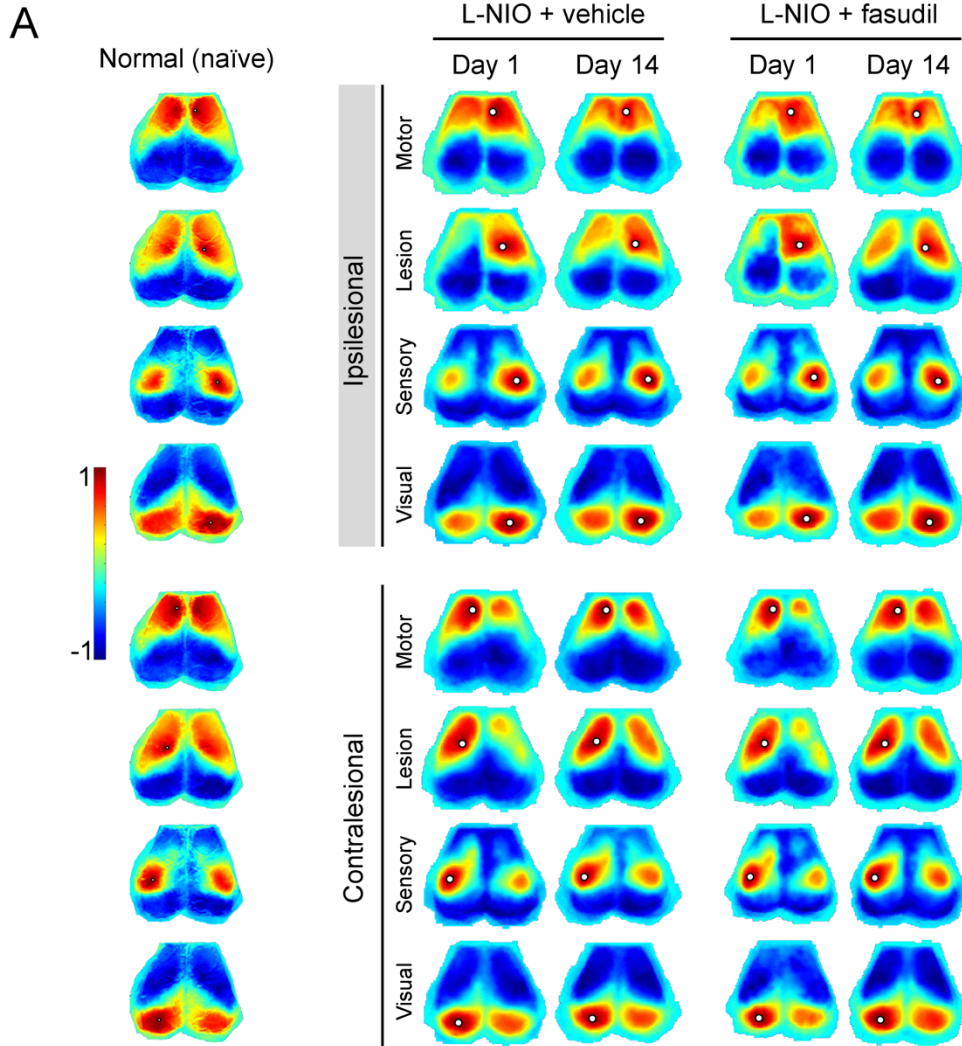 A
Normal (naïve)
L-NIO + vehicle
L-NIO + fasudil
Day 1
Day 14
Day 1
Day 14
Ipsilesional
Motor
Lesion
Sensory
Visual
1
-1
Contralesional
Motor
Lesion
Sensory
Visual